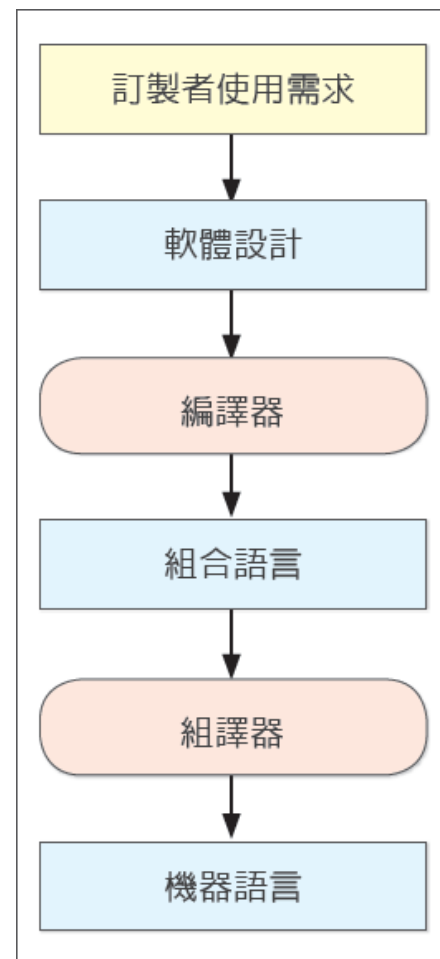 訂製者使用需求
軟體設計
編譯器
組合語言
組譯器
機器語言